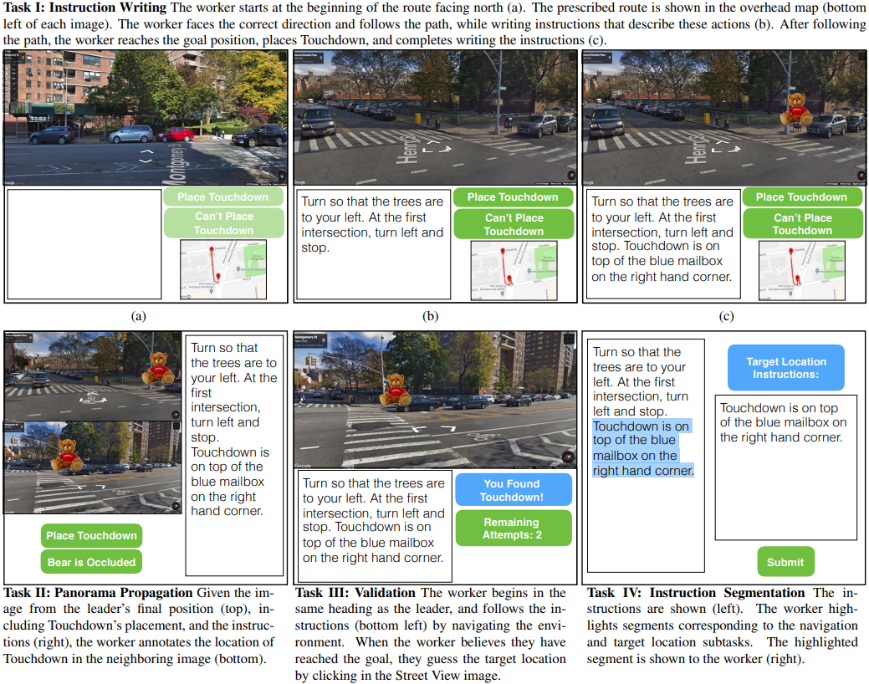 Task I: Instruction Writing The worker starts at the beginning of the route facing north (a). The prescribed route is shown in the overhead map (bottom
left of each image). The worker faces the correct direction and follows the path, while writing instructions that describe these actions (b). After following
the path, the worker reaches the goal position, places Touchdown, and completes writing the instructions (c).
Montgomery S
Place Touchdown
Can't Place
Touchdown
(a)
Henry
Turn so that the trees are
to your left. At the first
intersection, turn left and
stop.
Place Touchdown
Can't Place
Touchdown
(b)
Henry
Turn so that the trees are
to your left. At the first
intersection, turn left and
stop. Touchdown is on
top of the blue mailbox
on the right hand corner.
Place Touchdown
Can't Place
Touchdown
(c)
Turn so that
the trees are to
your left. At the
first
intersection,
turn left and
stop.
Touchdown is
on top of the
blue mailbox
on the right
hand corner.
Place Touchdown
Bear is Occluded
Task II: Panorama Propagation Given the im-
age from the leader's final position (top), in-
cluding Touchdown's placement, and the instruc-
tions (right), the worker annotates the location of
Touchdown in the neighboring image (bottom).
Turn so that the trees are
to your left. At the first
intersection, turn left and
stop. Touchdown is on
top of the blue mailbox
on the right hand corner.
You Found
Touchdown!
Remaining
Attempts: 2
Task III: Validation The worker begins in the
same heading as the leader, and follows the in-
structions (bottom left) by navigating the envi-
ronment. When the worker believes they have
reached the goal, they guess the target location
by clicking in the Street View image.
Turn so that the
trees are to your
left. At the first
intersection, turn
left and stop.
Touchdown is on
top of the blue
mailbox on the
right hand corner.
Target Location
Instructions:
Touchdown is on top
of the blue mailbox on
the right hand corner.
Submit
Task IV: Instruction Segmentation The in-
structions are shown (left). The worker high-
lights segments corresponding to the navigation
and target location subtasks. The highlighted
segment is shown to the worker (right).